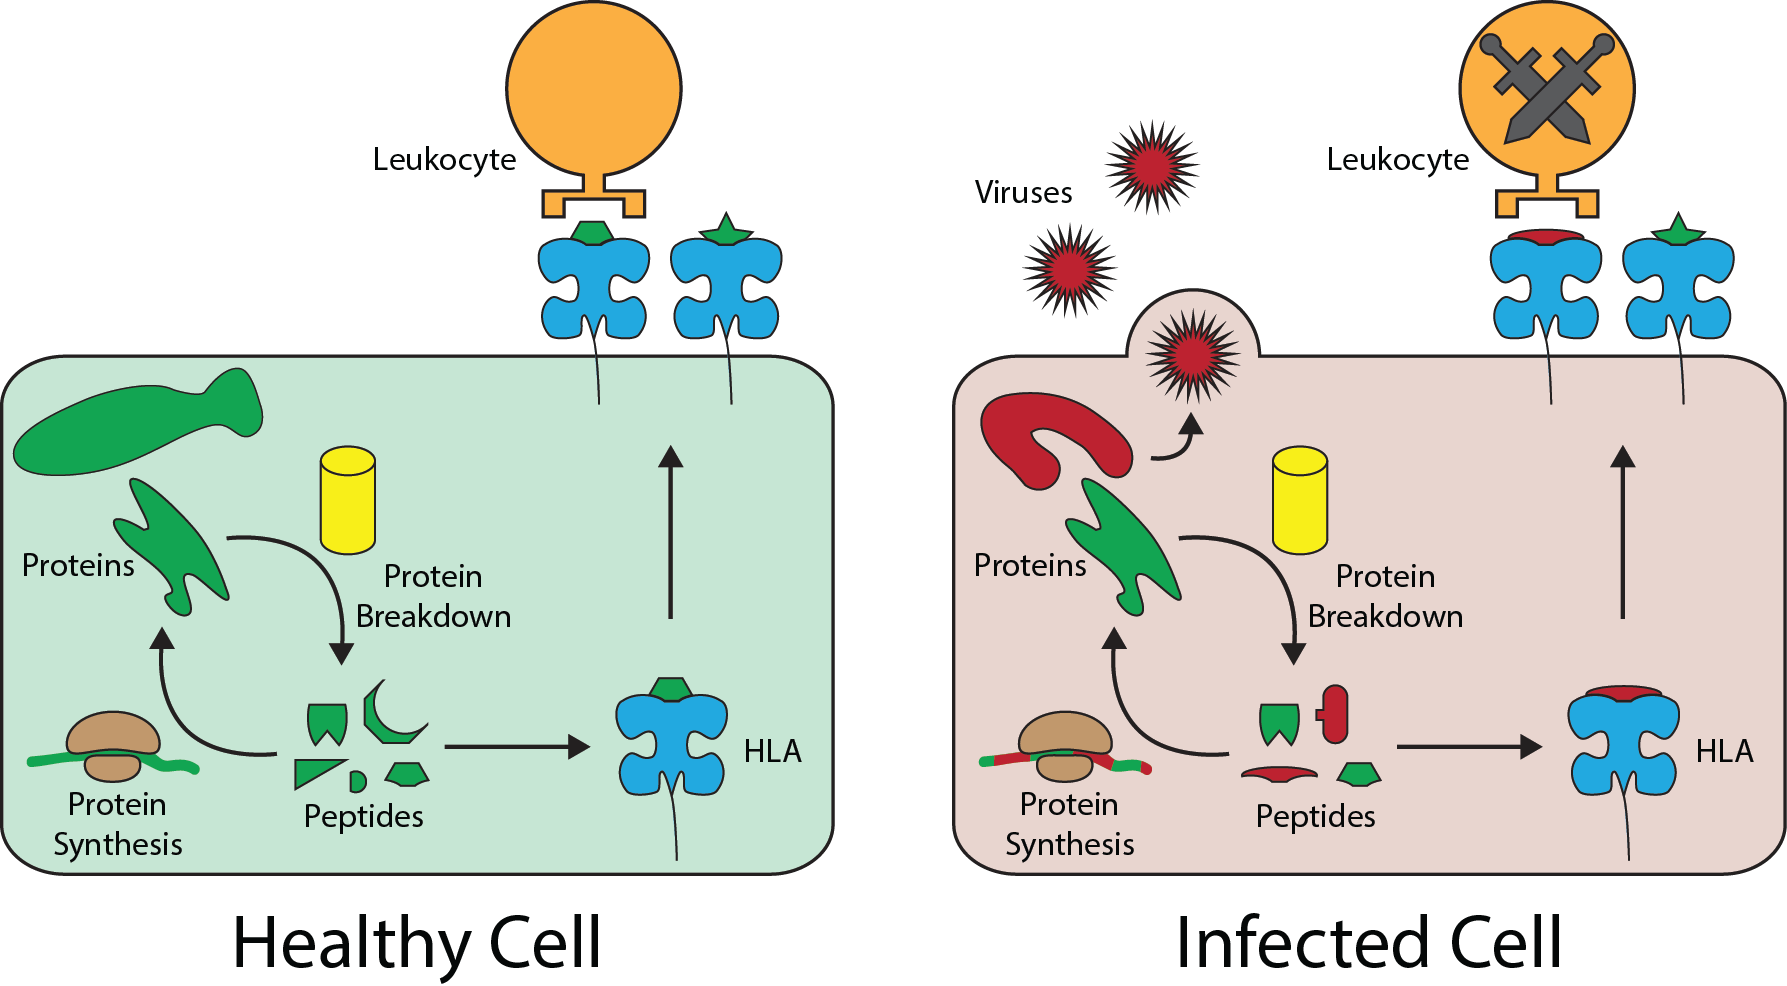 Leukocyte
Proteins
Protein
Breakdown
Protein
Synthesis
Peptides
HLA
Healthy Cell
Viruses
Leukocyte
Proteins
Protein
Breakdown
Protein
Synthesis
Peptides
HLA
Infected Cell